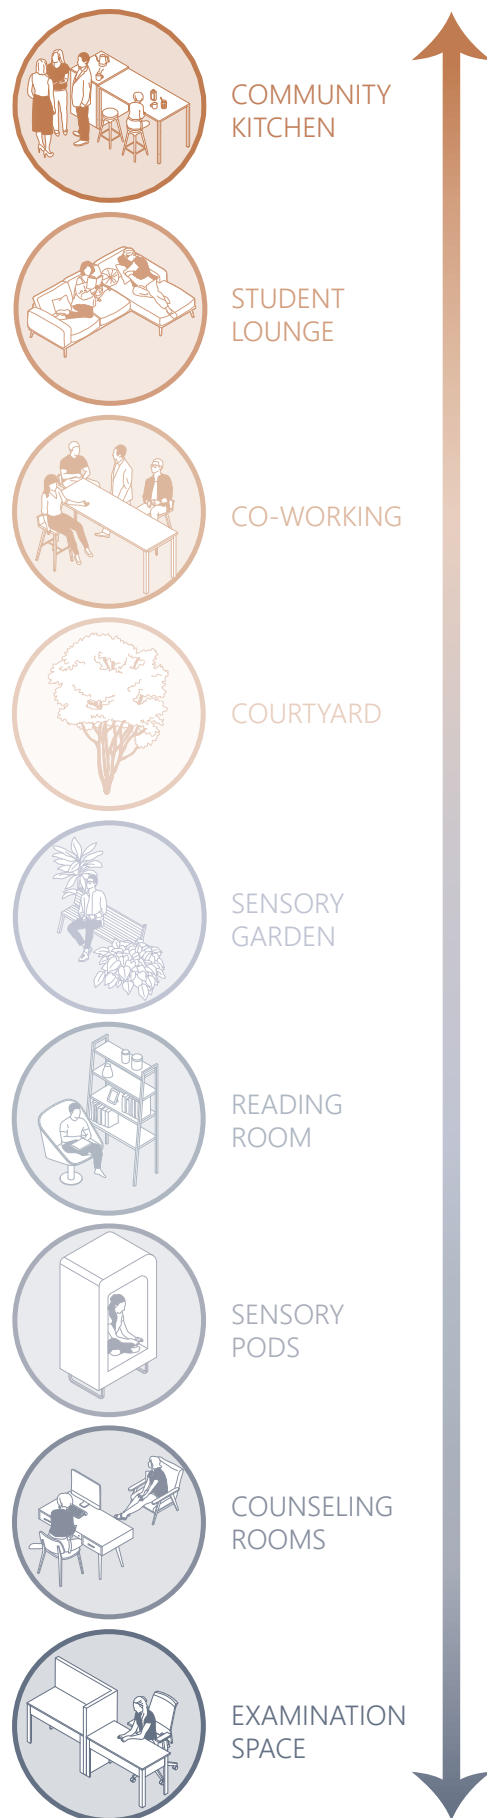 COMMUNITY
KITCHEN
STUDENT
LOUNGE
CO-WORKING
COURTYARD
SENSORY
GARDEN
READING
ROOM
SENSORY
PODS
COUNSELING
ROOMS
EXAMINATION
SPACE